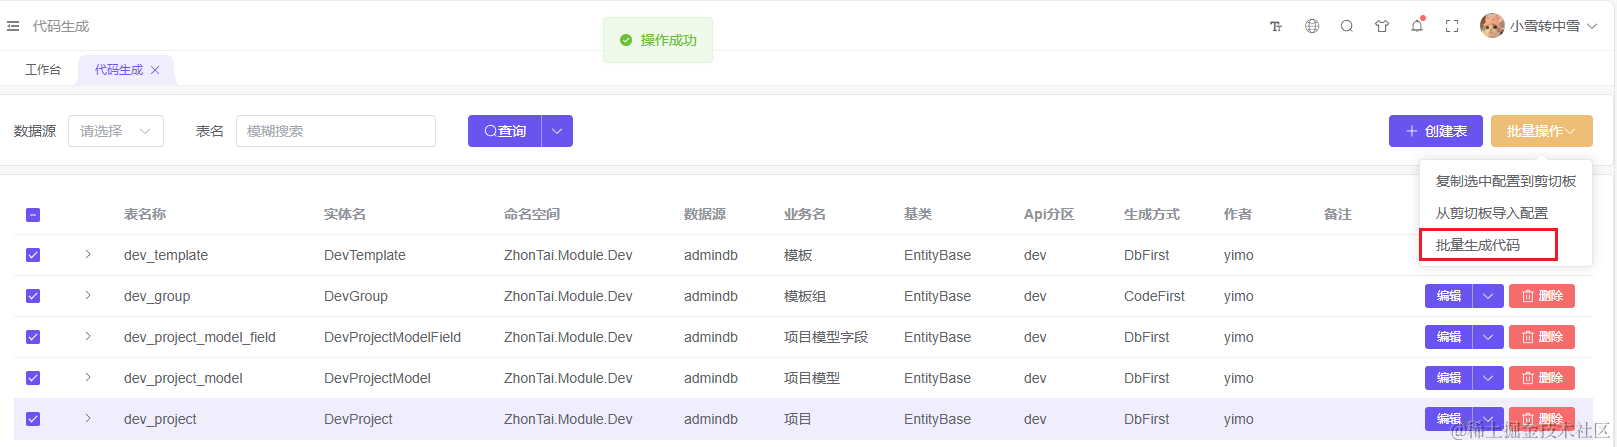 代码生成
操作成功
小雪转中雪
工作台 代码生成
数据源 请选择 表名 模糊搜索 查询 创建表 批量操作
复制选中配置到剪切板
从剪切板导入配置
批量生成代码
表名称 实体名 命名空间 数据源 业务名 基类 Api分区 生成方式 作者 备注
dev_template DevTemplate ZhonTai.Module.Dev admindb 模板 EntityBase dev DbFirst yimo
dev_group DevGroup ZhonTai.Module.Dev admindb 模板组 EntityBase dev CodeFirst yimo 编辑 删除
dev_project_model_field DevProjectModelField ZhonTai.Module.Dev admindb 项目模型字段 EntityBase dev DbFirst yimo 编辑 删除
dev_project_model DevProjectModel ZhonTai.Module.Dev admindb 项目模型 EntityBase dev DbFirst yimo 编辑 删除
dev_project DevProject ZhonTai.Module.Dev admindb 项目 EntityBase dev DbFirst yimo 编辑 删除
@稀土掘金技术社区